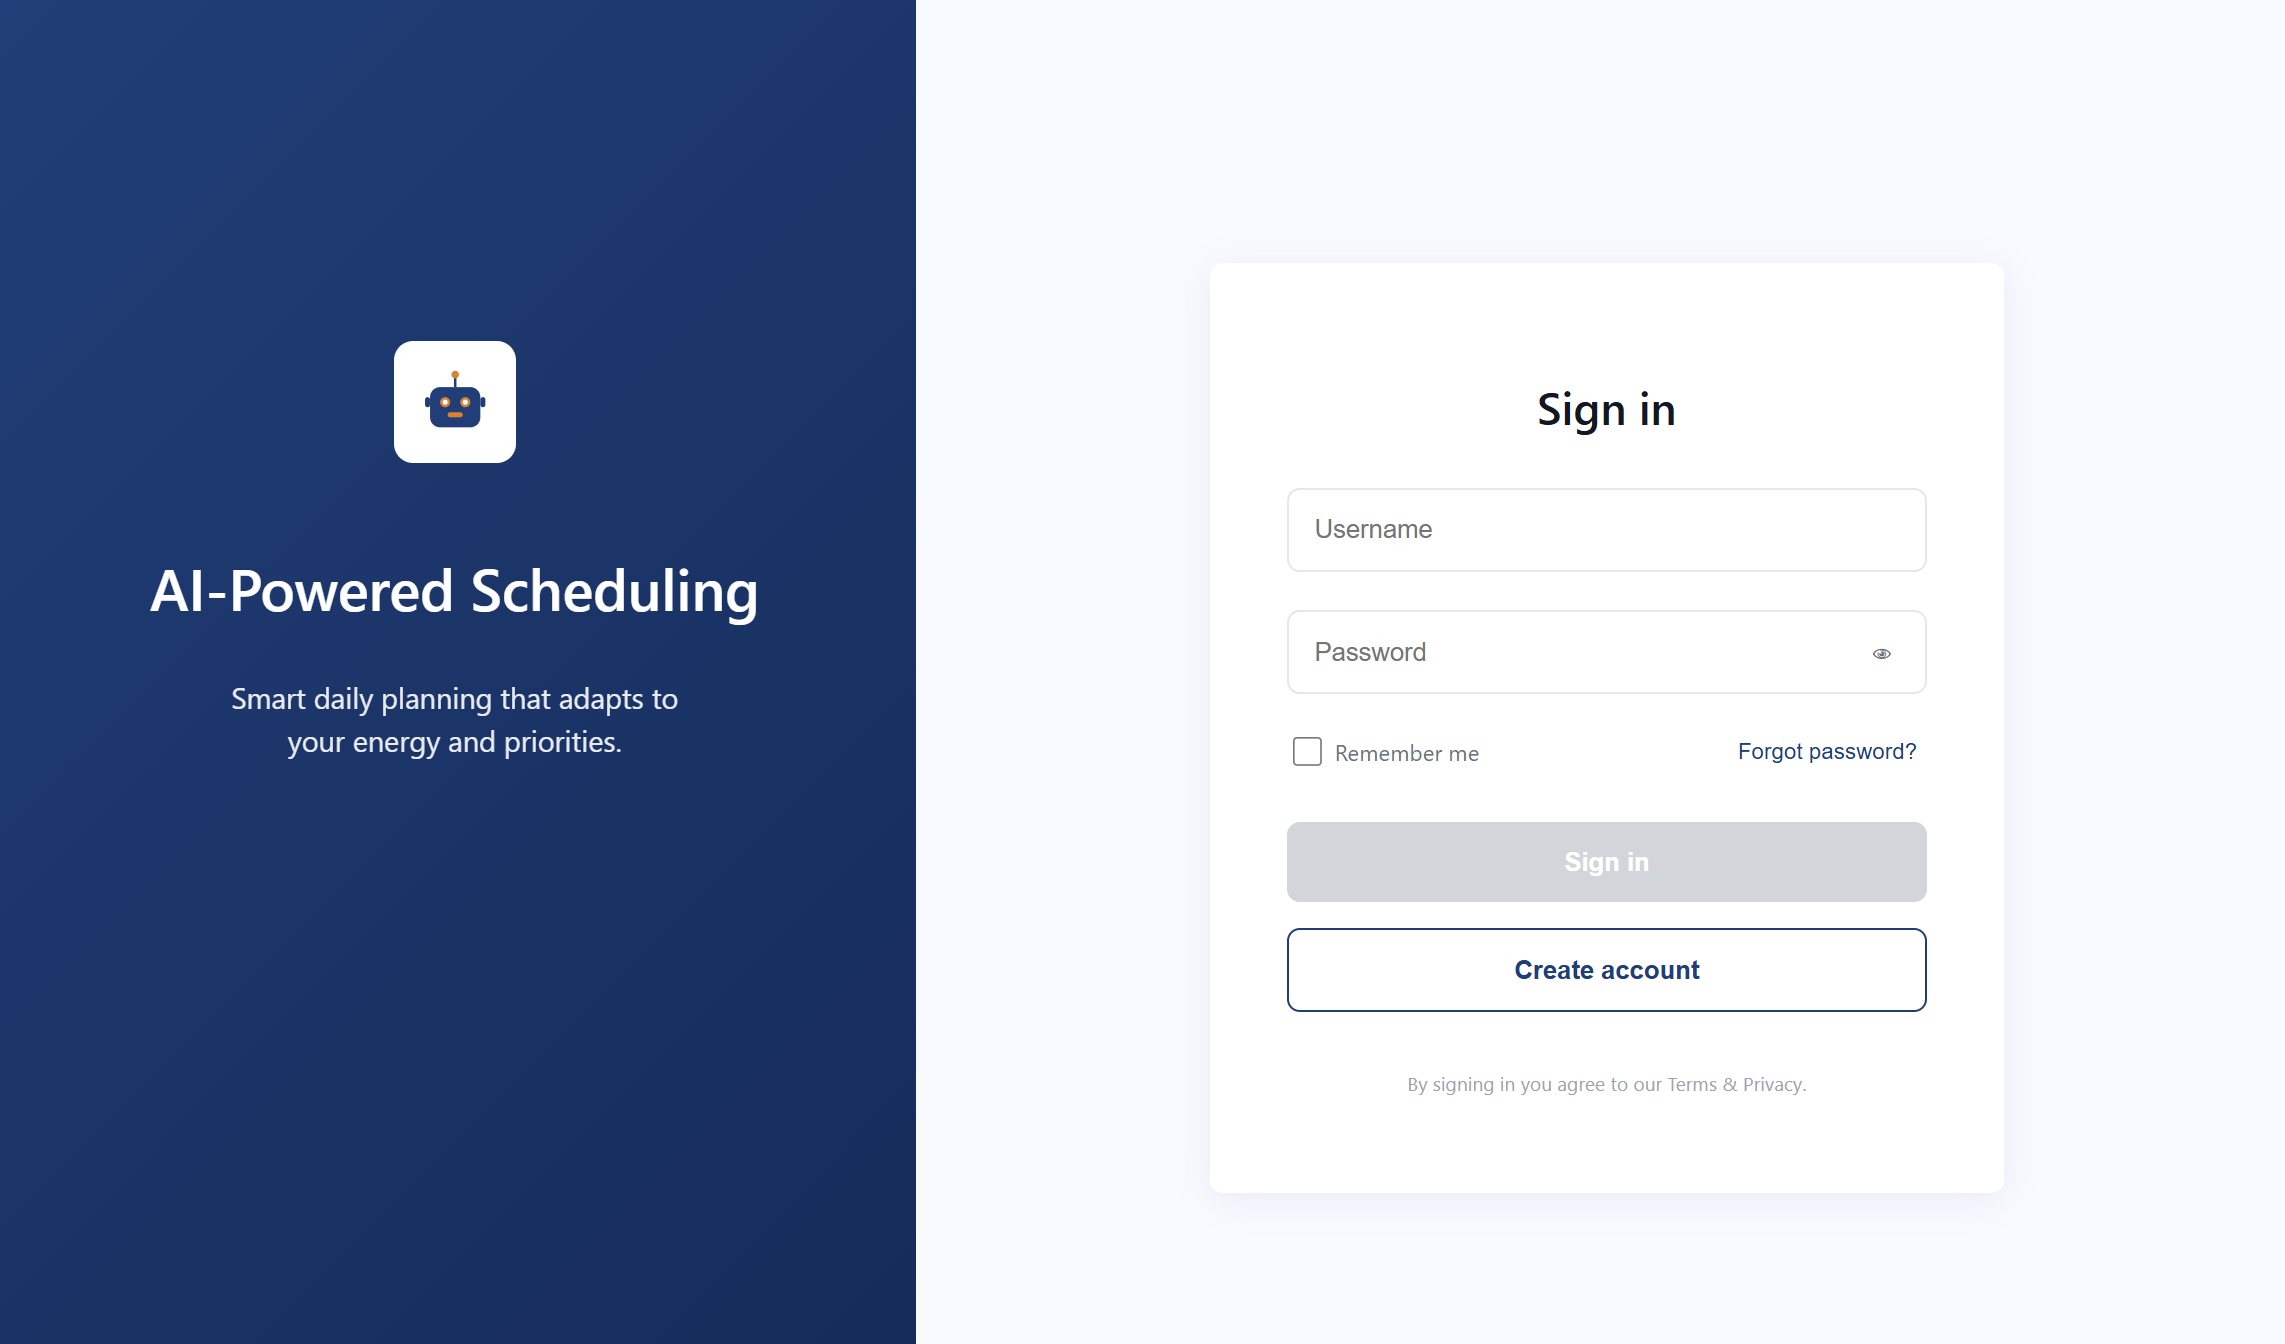 AI-Powered Scheduling
Smart daily planning that adapts to
your energy and priorities.
Sign in
Username
Password
Remember me
Forgot password?
Sign in
Create account
By signing in you agree to our Terms & Privacy.